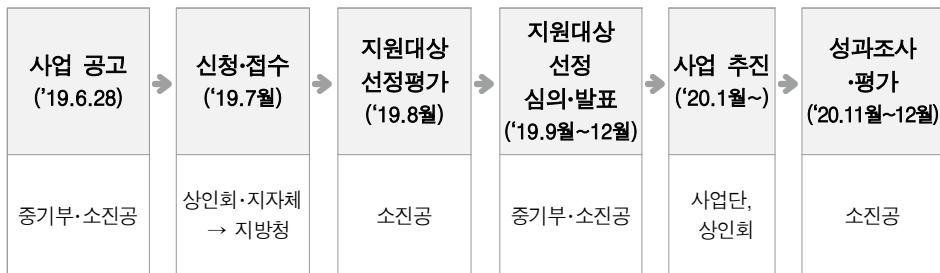 사업 공고
('19.6.28)
중기부·소진공
신청·접수
(‘19.7월)
상인회·지자체
→ 지방청
지원대상
선정평가
(‘19.8월)
소진공
지원대상
선정
심의·발표
(‘19.9월~12월)
중기부·소진공
사업 추진
(‘20.1월~)
사업단,
상인회
성과조사
·평가
(‘20.11월~12월)
소진공